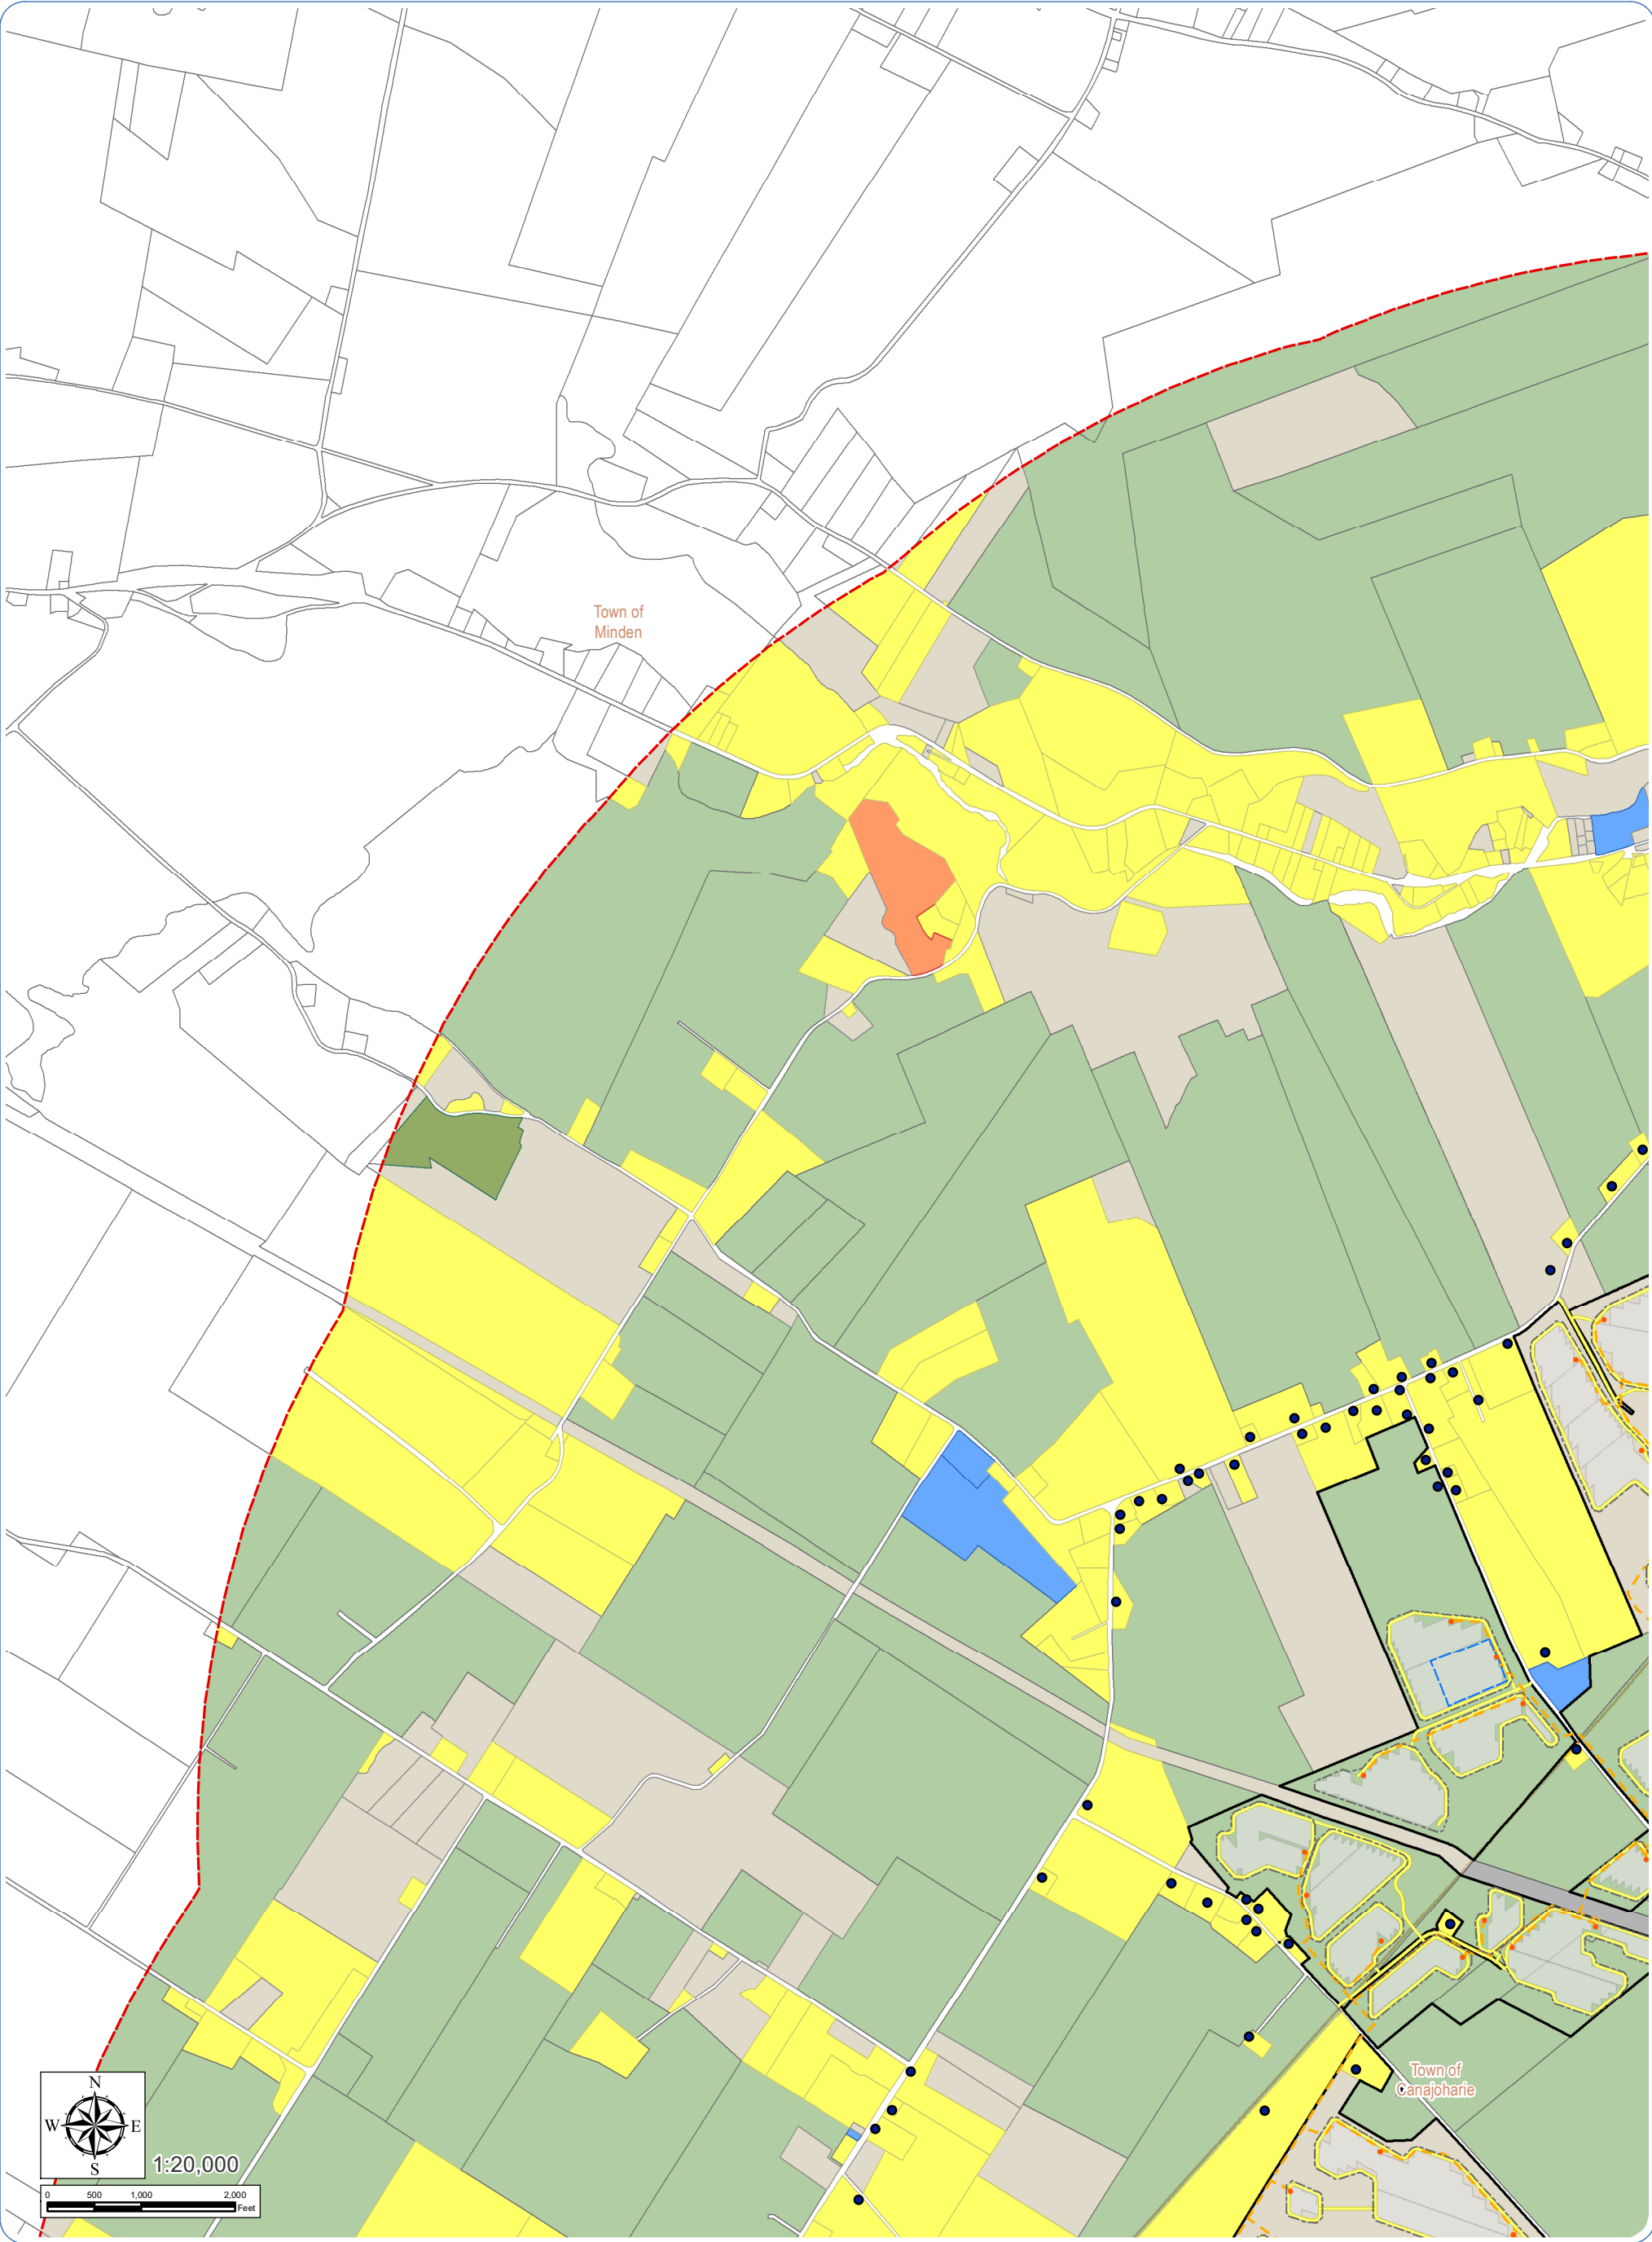 Town of
Minden
Town of
Canajoharie
N
W
E
S
1:20,000
0 500 1,000 2,000
Feet